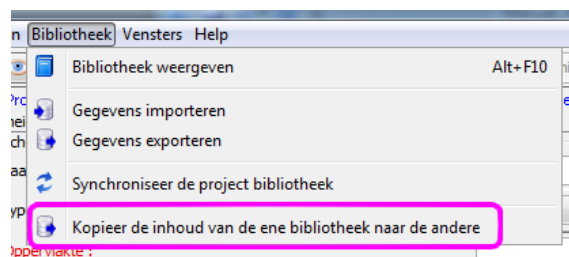 n Bibliotheek Vensters Help
Bibliotheek weergeven Alt+F10
Gegevens importeren
Gegevens exporteren
Synchroniseer de project bibliotheek
Kopieer de inhoud van de ene bibliotheek naar de andere
Oppervlakte :